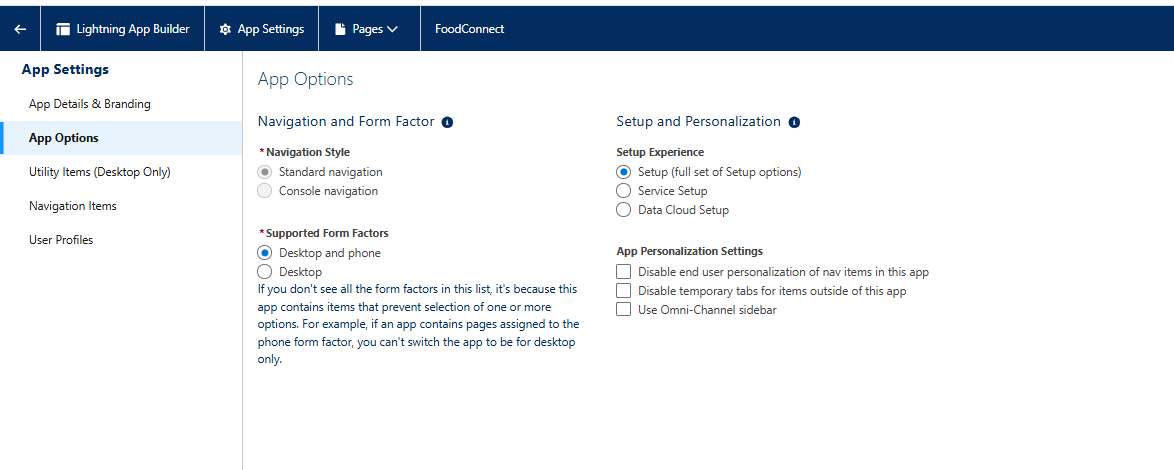 Lightning App Builder
App Settings
Pages
FoodConnect
App Settings
App Details & Branding
App Options
Utility Items (Desktop Only)
Navigation Items
User Profiles
App Options
Navigation and Form Factor
*Navigation Style
Standard navigation
Console navigation
*Supported Form Factors
Desktop and phone
Desktop
If you don't see all the form factors in this list, it's because this
app contains items that prevent selection of one or more
options. For example, if an app contains pages assigned to the
phone form factor, you can't switch the app to be for desktop
only.
Setup and Personalization
Setup Experience
Setup (full set of Setup options)
Service Setup
Data Cloud Setup
App Personalization Settings
Disable end user personalization of nav items in this app
Disable temporary tabs for items outside of this app
Use Omni-Channel sidebar